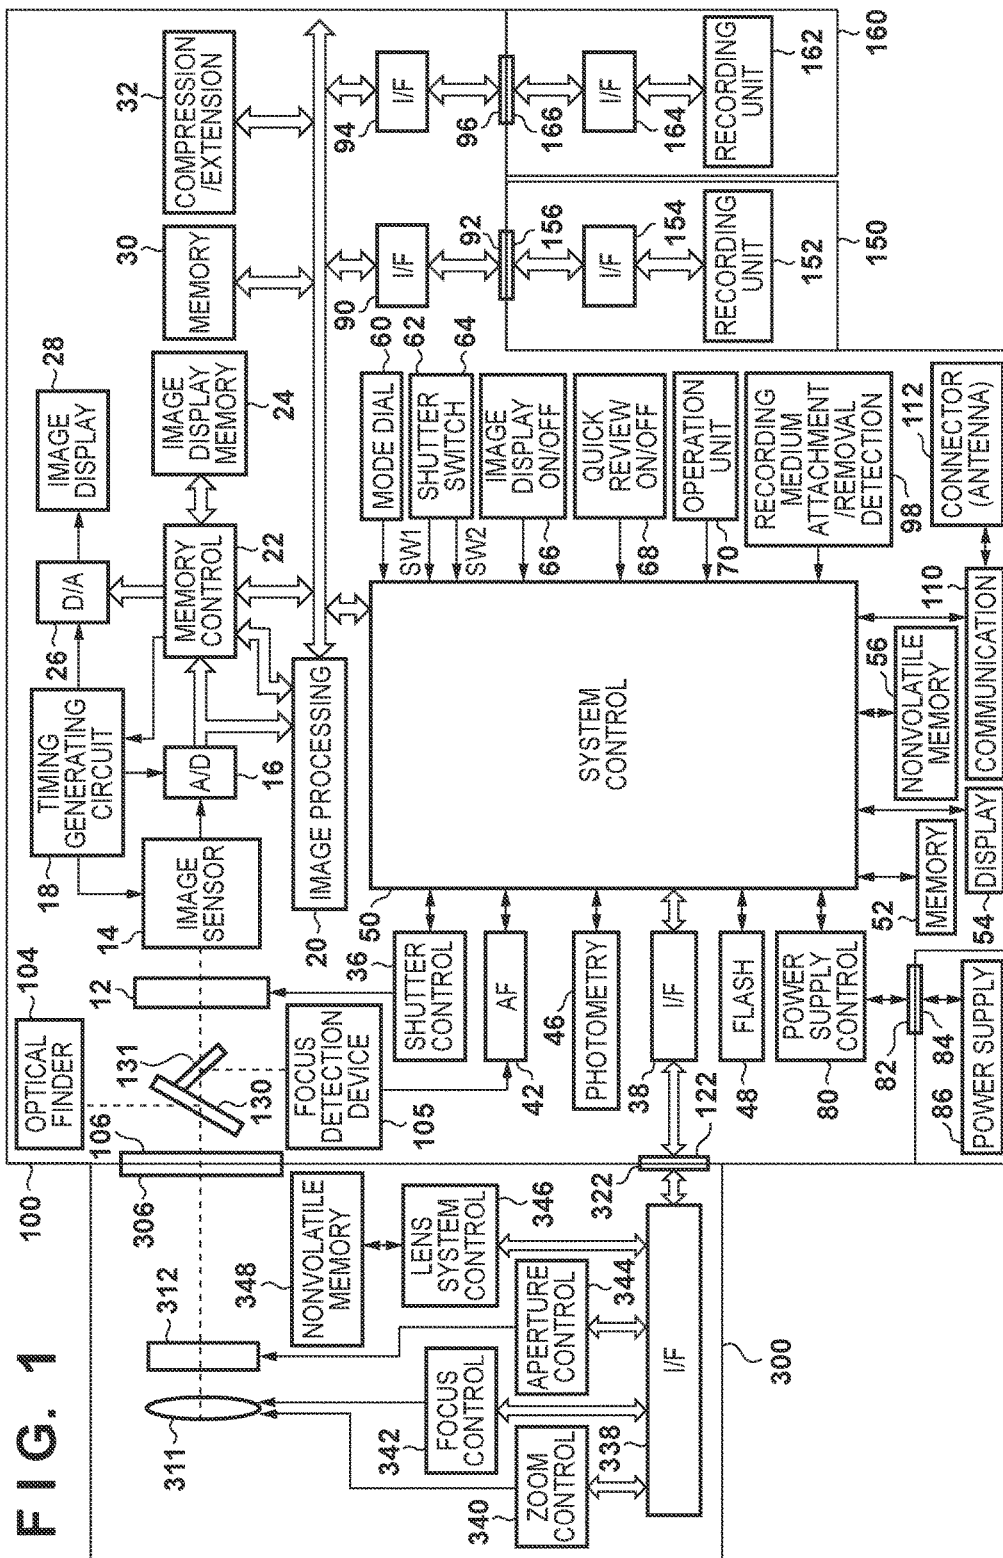 FIG. 1
100
104
OPTICAL
FINDER
106
306
130
131
12
14
IMAGE
SENSOR
18
TIMING
GENERATING
CIRCUIT
A/D
16
26
D/A
28
IMAGE
DISPLAY
22
MEMORY
CONTROL
IMAGE
DISPLAY
MEMORY
24
30
MEMORY
32
COMPRESSION
/EXTENSION
311
312
348
NONVOLATILE
MEMORY
FOCUS
DETECTION
DEVICE
105
20
IMAGE PROCESSING
90
I/F
94
I/F
92
156
96
166
I/F
154
I/F
164
RECORDING
UNIT
152
150
RECORDING
UNIT
162
160
342
FOCUS
CONTROL
LENS
SYSTEM
CONTROL
346
340
ZOOM
CONTROL
APERTURE
CONTROL
344
338
I/F
300
322
122
36
SHUTTER
CONTROL
AF
42
46
PHOTOMETRY
38
I/F
FLASH
48
POWER
SUPPLY
CONTROL
80
82
84
86
POWER SUPPLY
50
SYSTEM
CONTROL
SW1
SW2
MODE DIAL
60
SHUTTER
SWITCH
62
64
IMAGE
DISPLAY
ON/OFF
66
QUICK
REVIEW
ON/OFF
68
OPERATION
UNIT
70
RECORDING
MEDIUM
ATTACHMENT
/REMOVAL
DETECTION
98
52
MEMORY
54
DISPLAY
56
NONVOLATILE
MEMORY
110
COMMUNICATION
112
CONNECTOR
(ANTENNA)